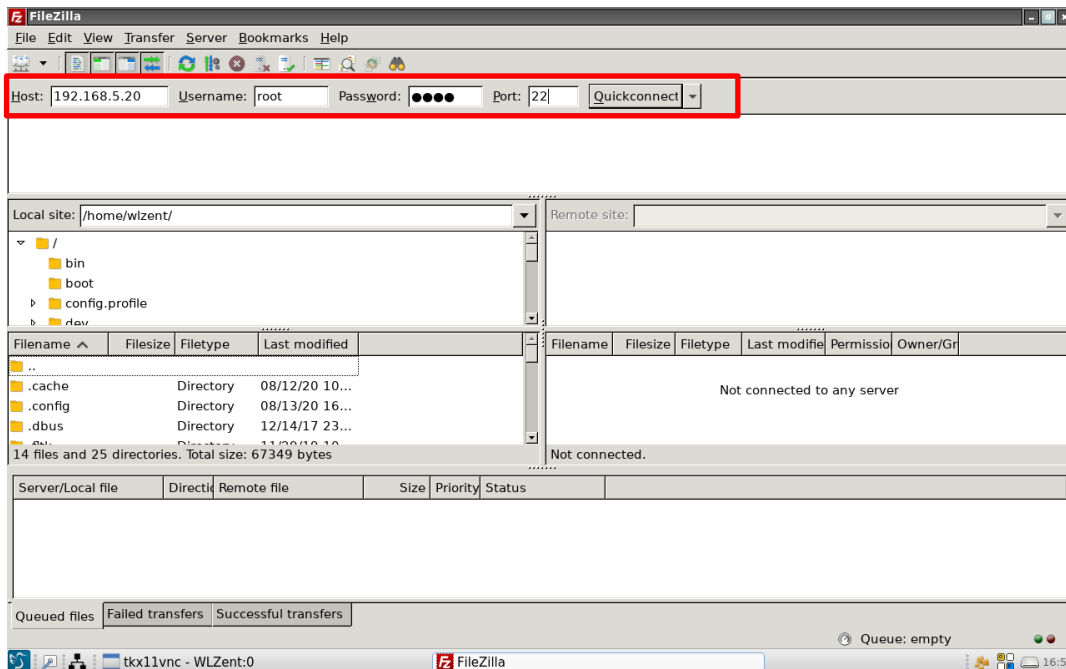 FileZilla
File Edit View Transfer Server Bookmarks Help
Host: 192.168.5.20 Username: root Password: ●●●● Port: 22 Quickconnect
Local site: /home/wlzent/ Remote site:
/
bin
boot
config.profile
dev
Filename Filesize Filetype Last modified Filename Filesize Filetype Last modifie Permissio Owner/Gr
..
.cache Directory 08/12/20 10...
Not connected to any server
.config Directory 08/13/20 16...
.dbus Directory 12/14/17 23...
14 files and 25 directories. Total size: 67349 bytes Not connected.
Server/Local file Directio Remote file Size Priority Status
Queued files Failed transfers Successful transfers
Queue: empty
tkx11vnc - WLZent:0 FileZilla 16:5